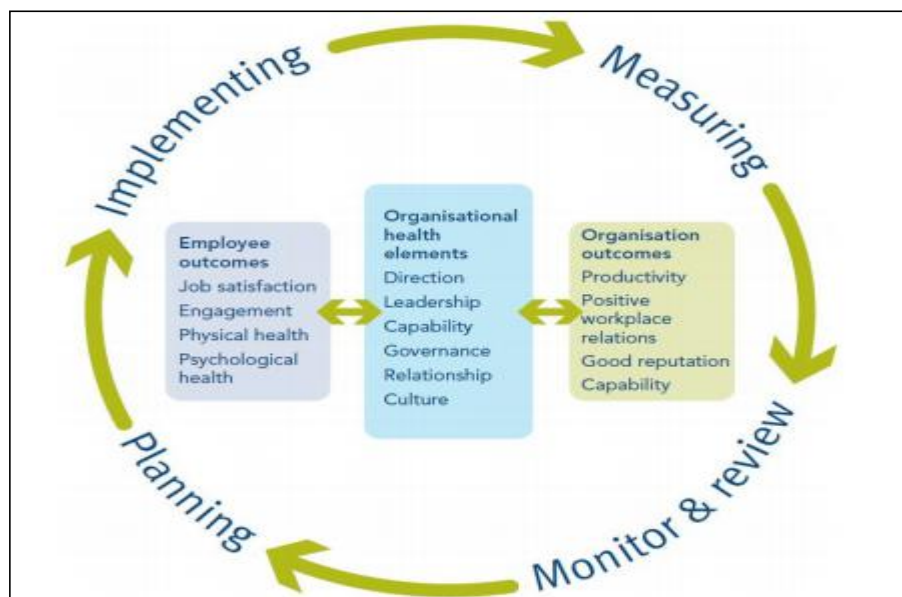 Implementing
Measuring
Employee
outcomes
Job satisfaction
Engagement
Physical health
Psychological
health
Organisational
health
elements
Direction
Leadership
Capability
Governance
Relationship
Culture
Organisation
outcomes
Productivity
Positive
workplace
relations
Good reputation
Capability
Planning
Monitor & review